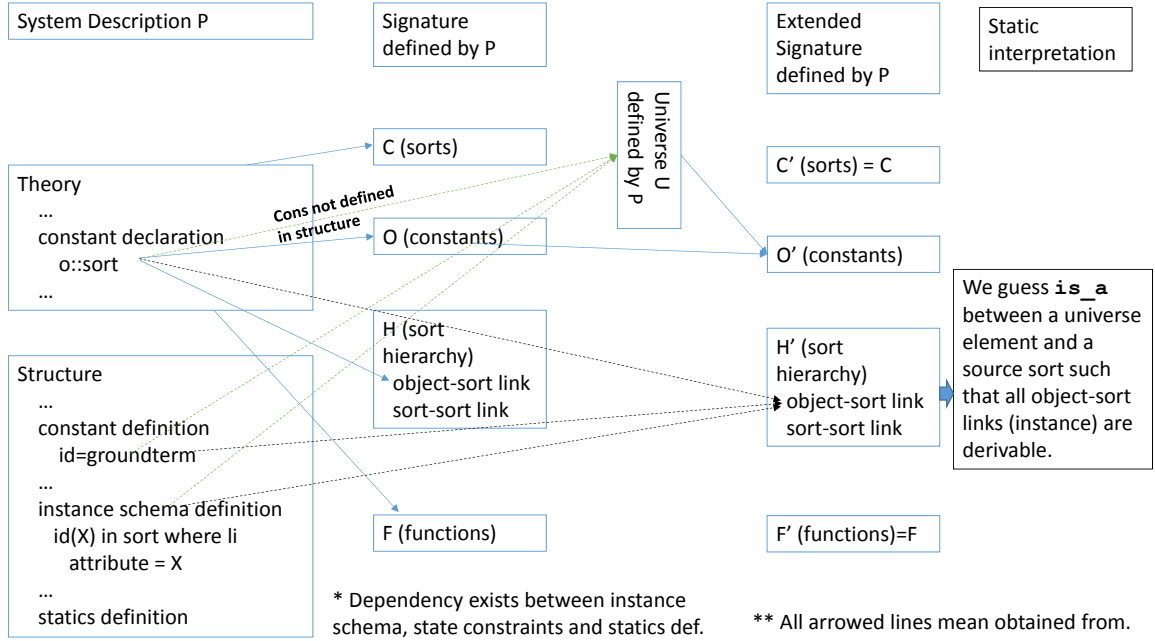 System Description P
Signature
defined by P
Extended
Signature
defined by P
Static
interpretation
Universe U
defined by P
C (sorts)
C’ (sorts) = C
Theory
...
constant declaration
o::sort
...
Cons not defined
in structure
O (constants)
O’ (constants)
H (sort
hierarchy)
object-sort link
sort-sort link
H’ (sort
hierarchy)
object-sort link
sort-sort link
We guess is_a
between a universe
element and a
source sort such
that all object-sort
links (instance) are
derivable.
Structure
...
constant definition
id=groundterm
...
instance schema definition
id(X) in sort where li
attribute = X
...
statics definition
F (functions)
F’ (functions)=F
* Dependency exists between instance
schema, state constraints and statics def.
** All arrowed lines mean obtained from.